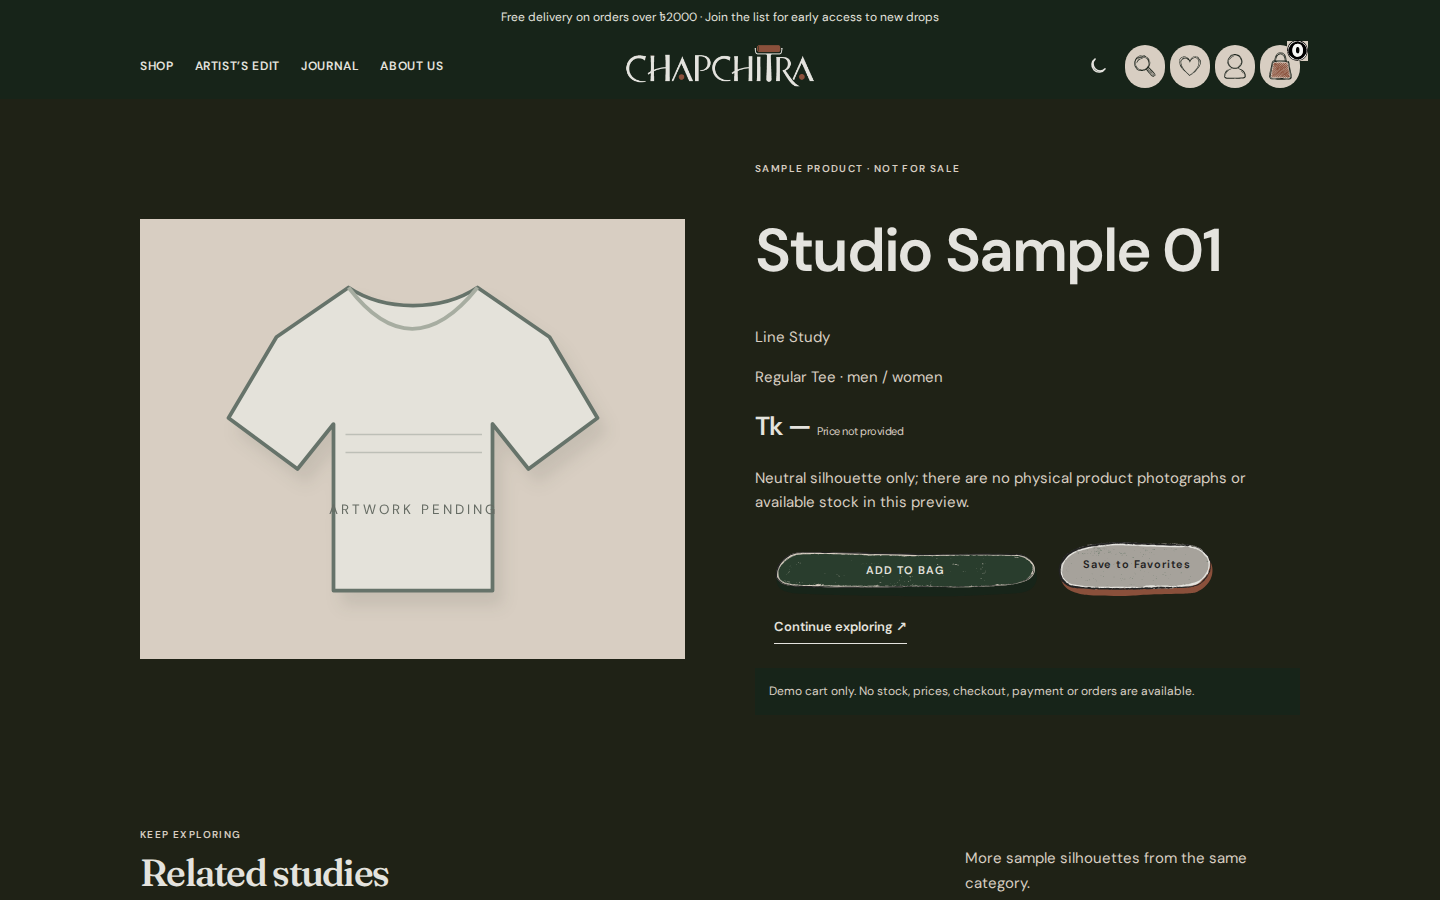 Free delivery on orders over ৳2000 · Join the list for early access to new drops
SHOP ARTIST’S EDIT JOURNAL ABOUT US
CHAPCHITRA
0
SAMPLE PRODUCT · NOT FOR SALE
Studio Sample 01
Line Study
Regular Tee · men / women
Tk — Price not provided
Neutral silhouette only; there are no physical product photographs or
available stock in this preview.
ARTWORK PENDING
ADD TO BAG
Save to Favorites
Continue exploring ↗
Demo cart only. No stock, prices, checkout, payment or orders are available.
KEEP EXPLORING
Related studies
More sample silhouettes from the same
category.